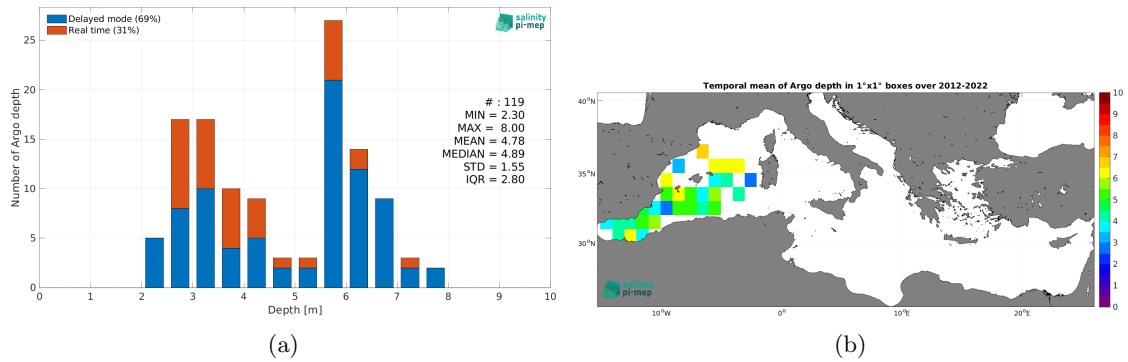 Delayed mode (69%)
Real time (31%)
salinity
pi-mep
Number of Argo depth
25
20
15
10
5
0
# : 119
MIN = 2.30
MAX = 8.00
MEAN = 4.78
MEDIAN = 4.89
STD = 1.55
IQR = 2.80
0 1 2 3 4 5 6 7 8 9 10
Depth [m]
(a)
Temporal mean of Argo depth in 1°x1° boxes over 2012-2022
40°N
35°N
30°N
10°W 0° 10°E 20°E
10
9
8
7
6
5
4
3
2
1
0
salinity
pi-mep
(b)